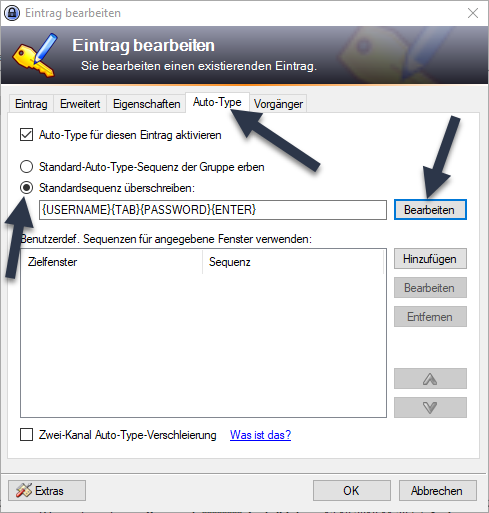 Eintrag bearbeiten
Eintrag bearbeiten
Sie bearbeiten einen existierenden Eintrag.
Eintrag Erweitert Eigenschaften Auto-Type Vorgänger
Auto-Type für diesen Eintrag aktivieren
Standard-Auto-Type-Sequenz der Gruppe erben
Standardsequenz überschreiben:
{USERNAME}{TAB}{PASSWORD}{ENTER} Bearbeiten
Benutzerdef. Sequenzen für angegebene Fenster verwenden:
Zielfenster Sequenz Hinzufügen
Bearbeiten
Entfernen
Zwei-Kanal Auto-Type-Verschleierung Was ist das?
Extras OK Abbrechen